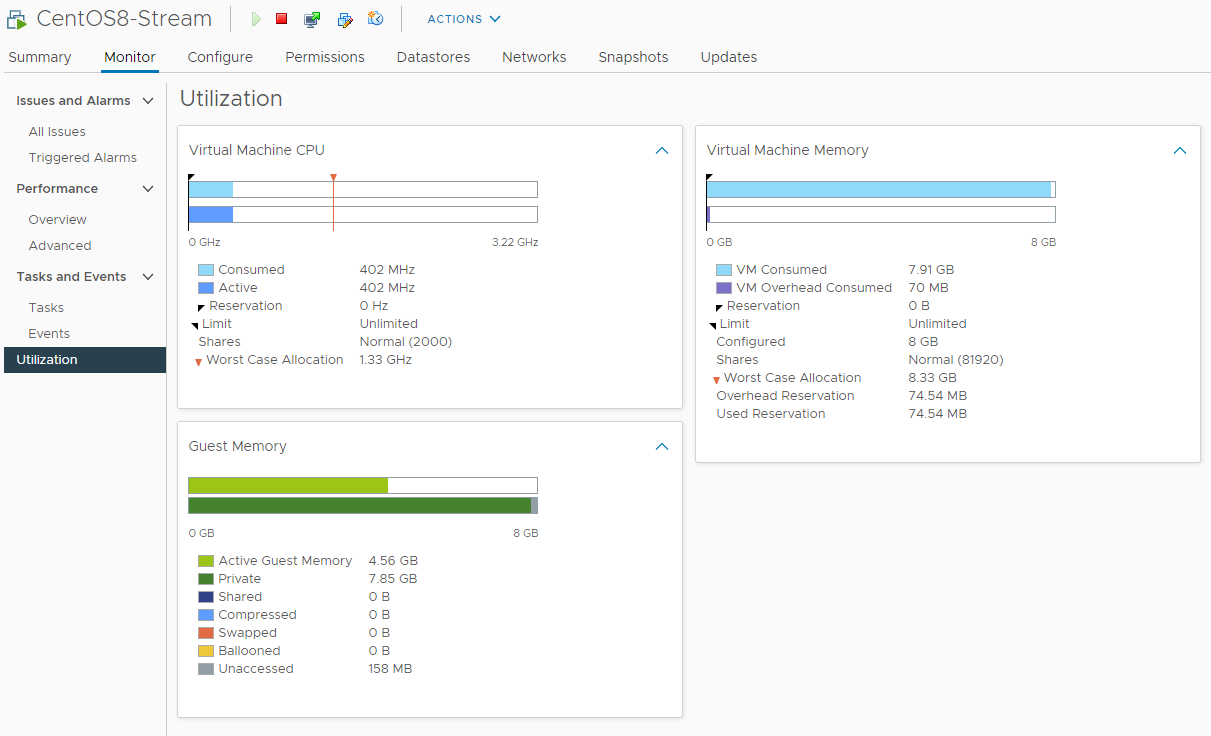 CentOS8-Stream
ACTIONS
Summary Monitor Configure Permissions Datastores Networks Snapshots Updates
Issues and Alarms
All Issues
Triggered Alarms
Performance
Overview
Advanced
Tasks and Events
Tasks
Events
Utilization
Utilization
Virtual Machine CPU
0 GHz 3.22 GHz
Consumed 402 MHz
Active 402 MHz
Reservation 0 Hz
Limit Unlimited
Shares Normal (2000)
Worst Case Allocation 1.33 GHz
Virtual Machine Memory
0 GB 8 GB
VM Consumed 7.91 GB
VM Overhead Consumed 70 MB
Reservation 0 B
Limit Unlimited
Configured 8 GB
Shares Normal (81920)
Worst Case Allocation 8.33 GB
Overhead Reservation 74.54 MB
Used Reservation 74.54 MB
Guest Memory
0 GB 8 GB
Active Guest Memory 4.56 GB
Private 7.85 GB
Shared 0 B
Compressed 0 B
Swapped 0 B
Ballooned 0 B
Unaccessed 158 MB